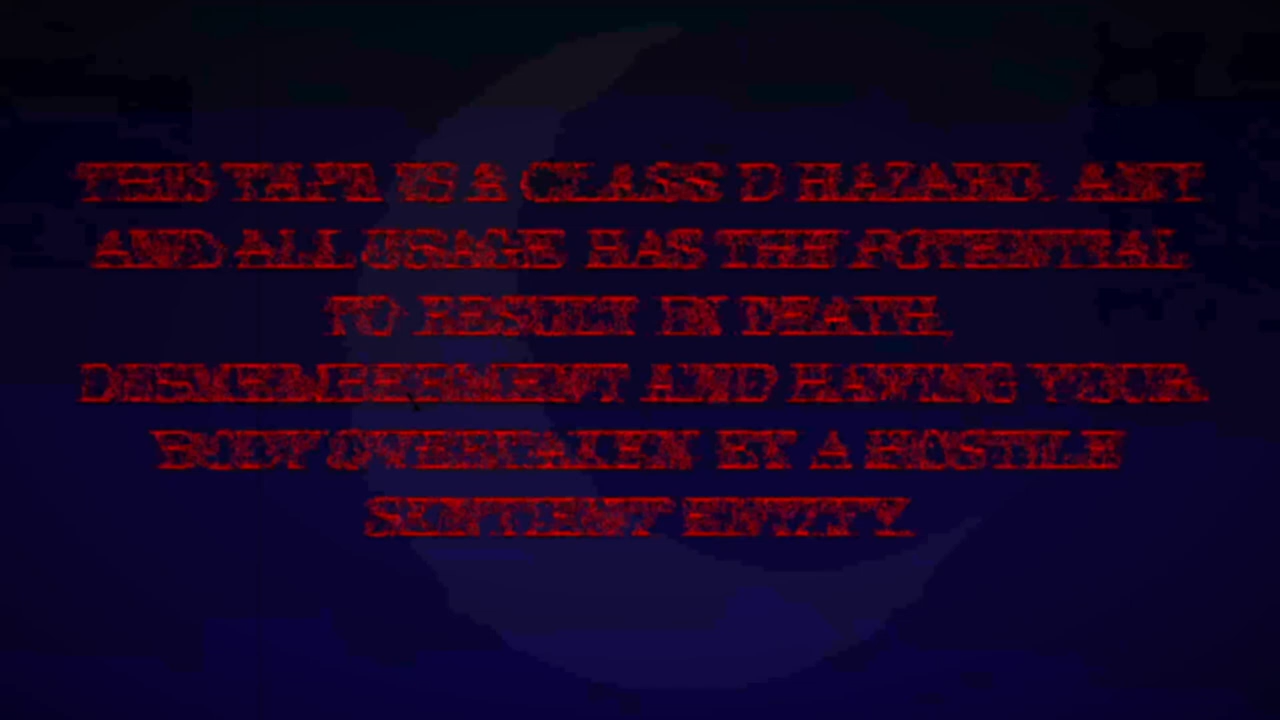 THIS TAPE IS A CLASS D HAZARD. ANY
AND ALL USAGE HAS THE POTENTIAL
TO RESULT IN DEATH,
DISMEMBERMENT AND HAVING YOUR
BODY OVERTAKEN BY A HOSTILE
SENTIENT ENTITY.